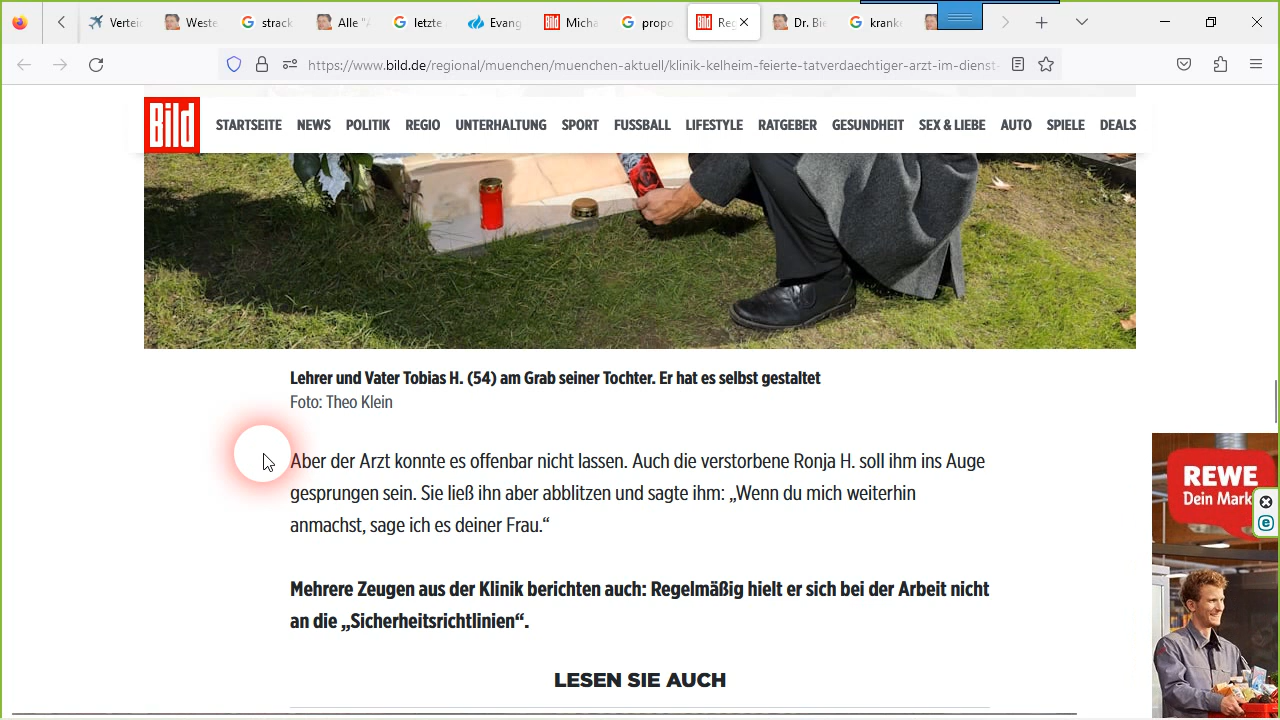 Vertei
Weste
strack
Alle "A
letzte
Evang
Micha
propo
Reg
Dr. Bie
kranke
https://www.bild.de/regional/muenchen/muenchen-aktuell/klinik-kelheim-feierte-tatverdaechtiger-arzt-im-dienst-
Bild
STARTSEITE NEWS POLITIK REGIO UNTERHALTUNG SPORT FUSSBALL LIFESTYLE RATGEBER GESUNDHEIT SEX & LIEBE AUTO SPIELE DEALS
Lehrer und Vater Tobias H. (54) am Grab seiner Tochter. Er hat es selbst gestaltet
Foto: Theo Klein
Aber der Arzt konnte es offenbar nicht lassen. Auch die verstorbene Ronja H. soll ihm ins Auge
gesprungen sein. Sie ließ ihn aber abblitzen und sagte ihm: „Wenn du mich weiterhin
anmachst, sage ich es deiner Frau.“
Mehrere Zeugen aus der Klinik berichten auch: Regelmäßig hielt er sich bei der Arbeit nicht
an die „Sicherheitsrichtlinien“.
LESEN SIE AUCH
REWE
Dein Mark